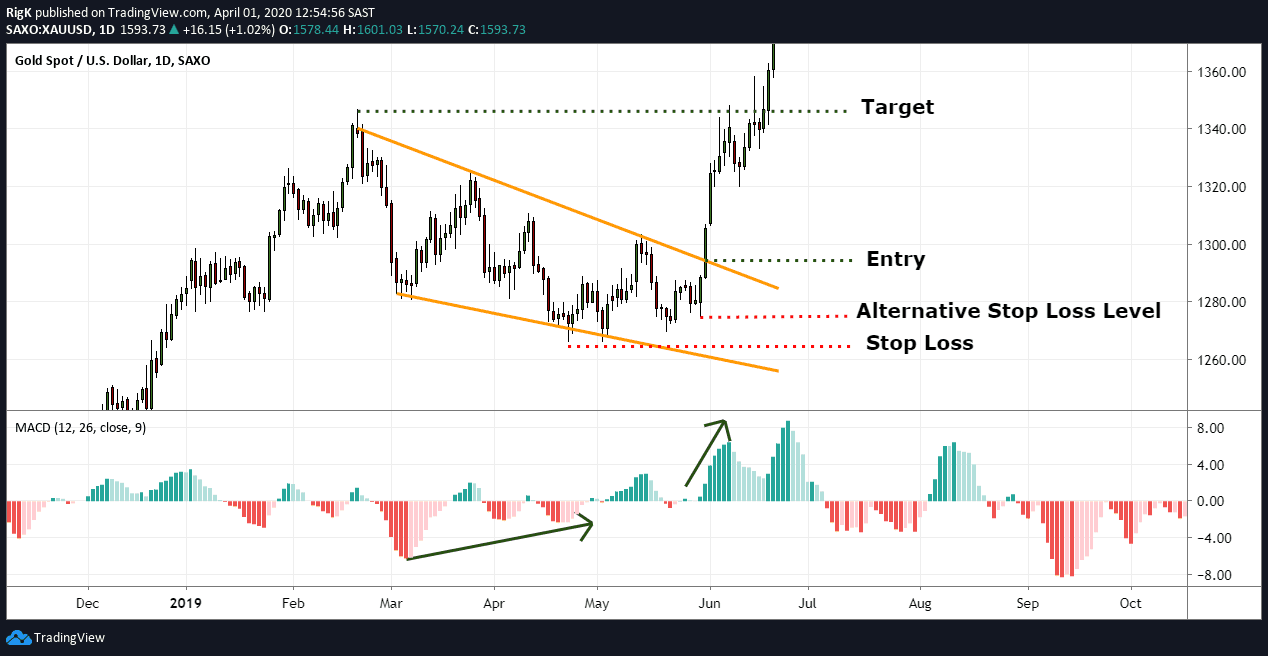 RigK published on TradingView.com, April 01, 2020 12:54:56 SAST
SAXO:XAUUSD, 1D 1593.73 ▲ +16.15 (+1.02%) O:1578.44 H:1601.03 L:1570.24 C:1593.73
Gold Spot / U.S. Dollar, 1D, SAXO
1360.00
Target
1340.00
1320.00
1300.00
Entry
1280.00
Alternative Stop Loss Level
Stop Loss
1260.00
MACD (12, 26, close, 9)
8.00
4.00
0.00
−4.00
−8.00
Dec 2019 Feb Mar Apr May Jun Jul Aug Sep Oct
TradingView